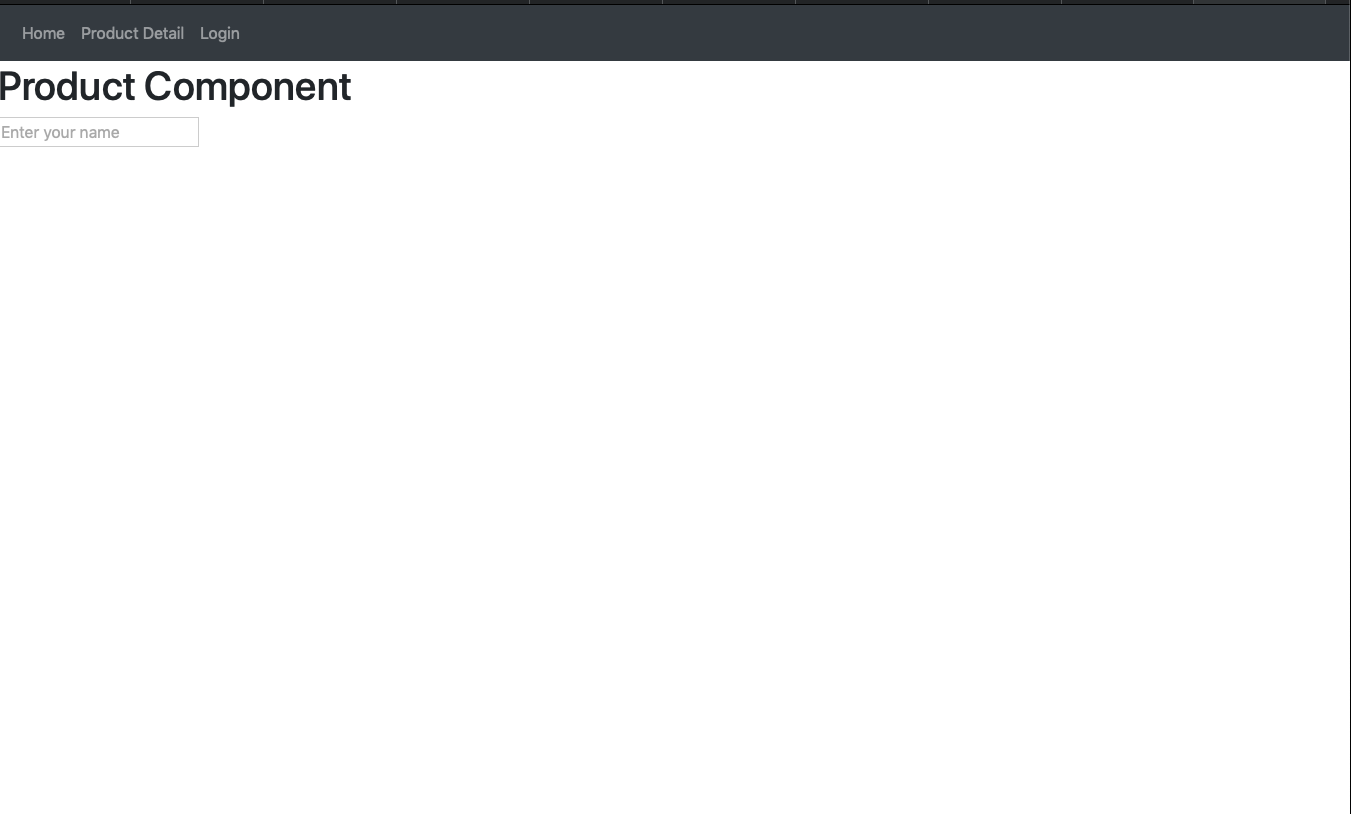 Home Product Detail Login
Product Component
Enter your name